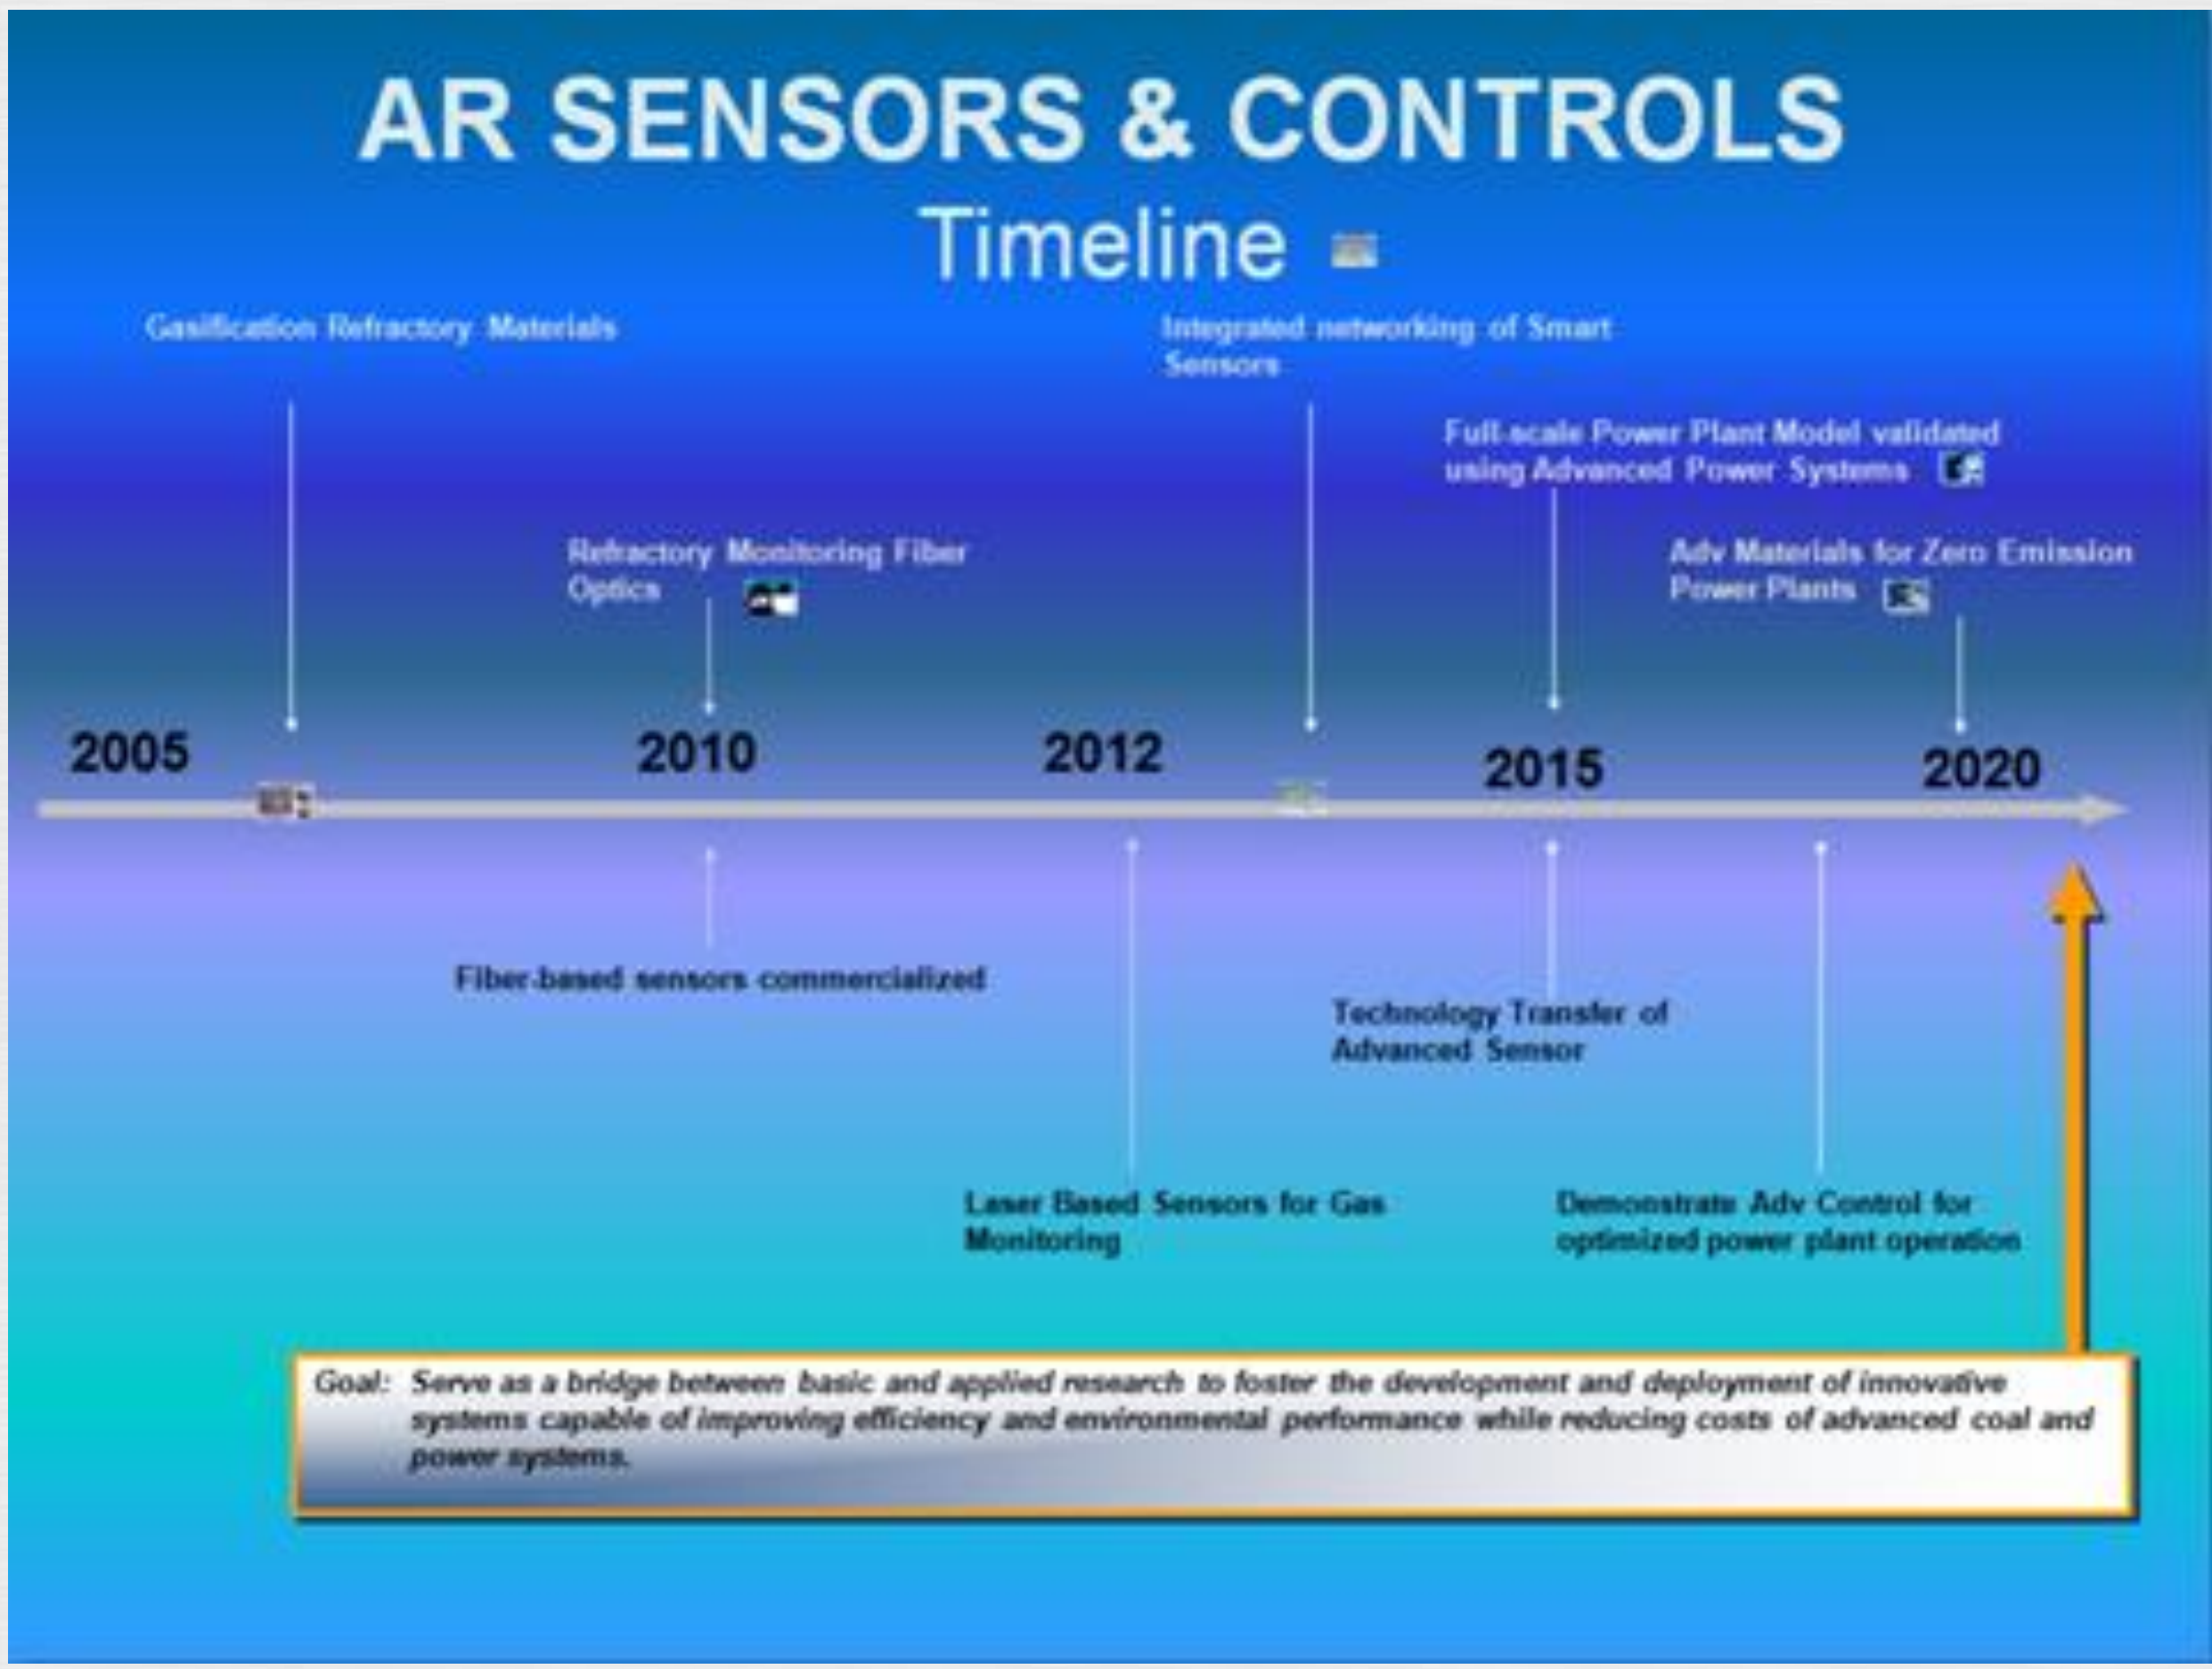 AR SENSORS & CONTROLS
Timeline
Gasification Refractory Materials
Integrated networking of Smart
Sensors
Full-scale Power Plant Model validated
using Advanced Power Systems
Refractory Monitoring Fiber
Optics
Adv Materials for Zero Emission
Power Plants
2005
2010
2012
2015
2020
Fiber-based sensors commercialized
Technology Transfer of
Advanced Sensor
Laser Based Sensors for Gas
Monitoring
Demonstrate Adv Control for
optimized power plant operation
Goal: Serve as a bridge between basic and applied research to foster the development and deployment of innovative
systems capable of improving efficiency and environmental performance while reducing costs of advanced coal and
power systems.